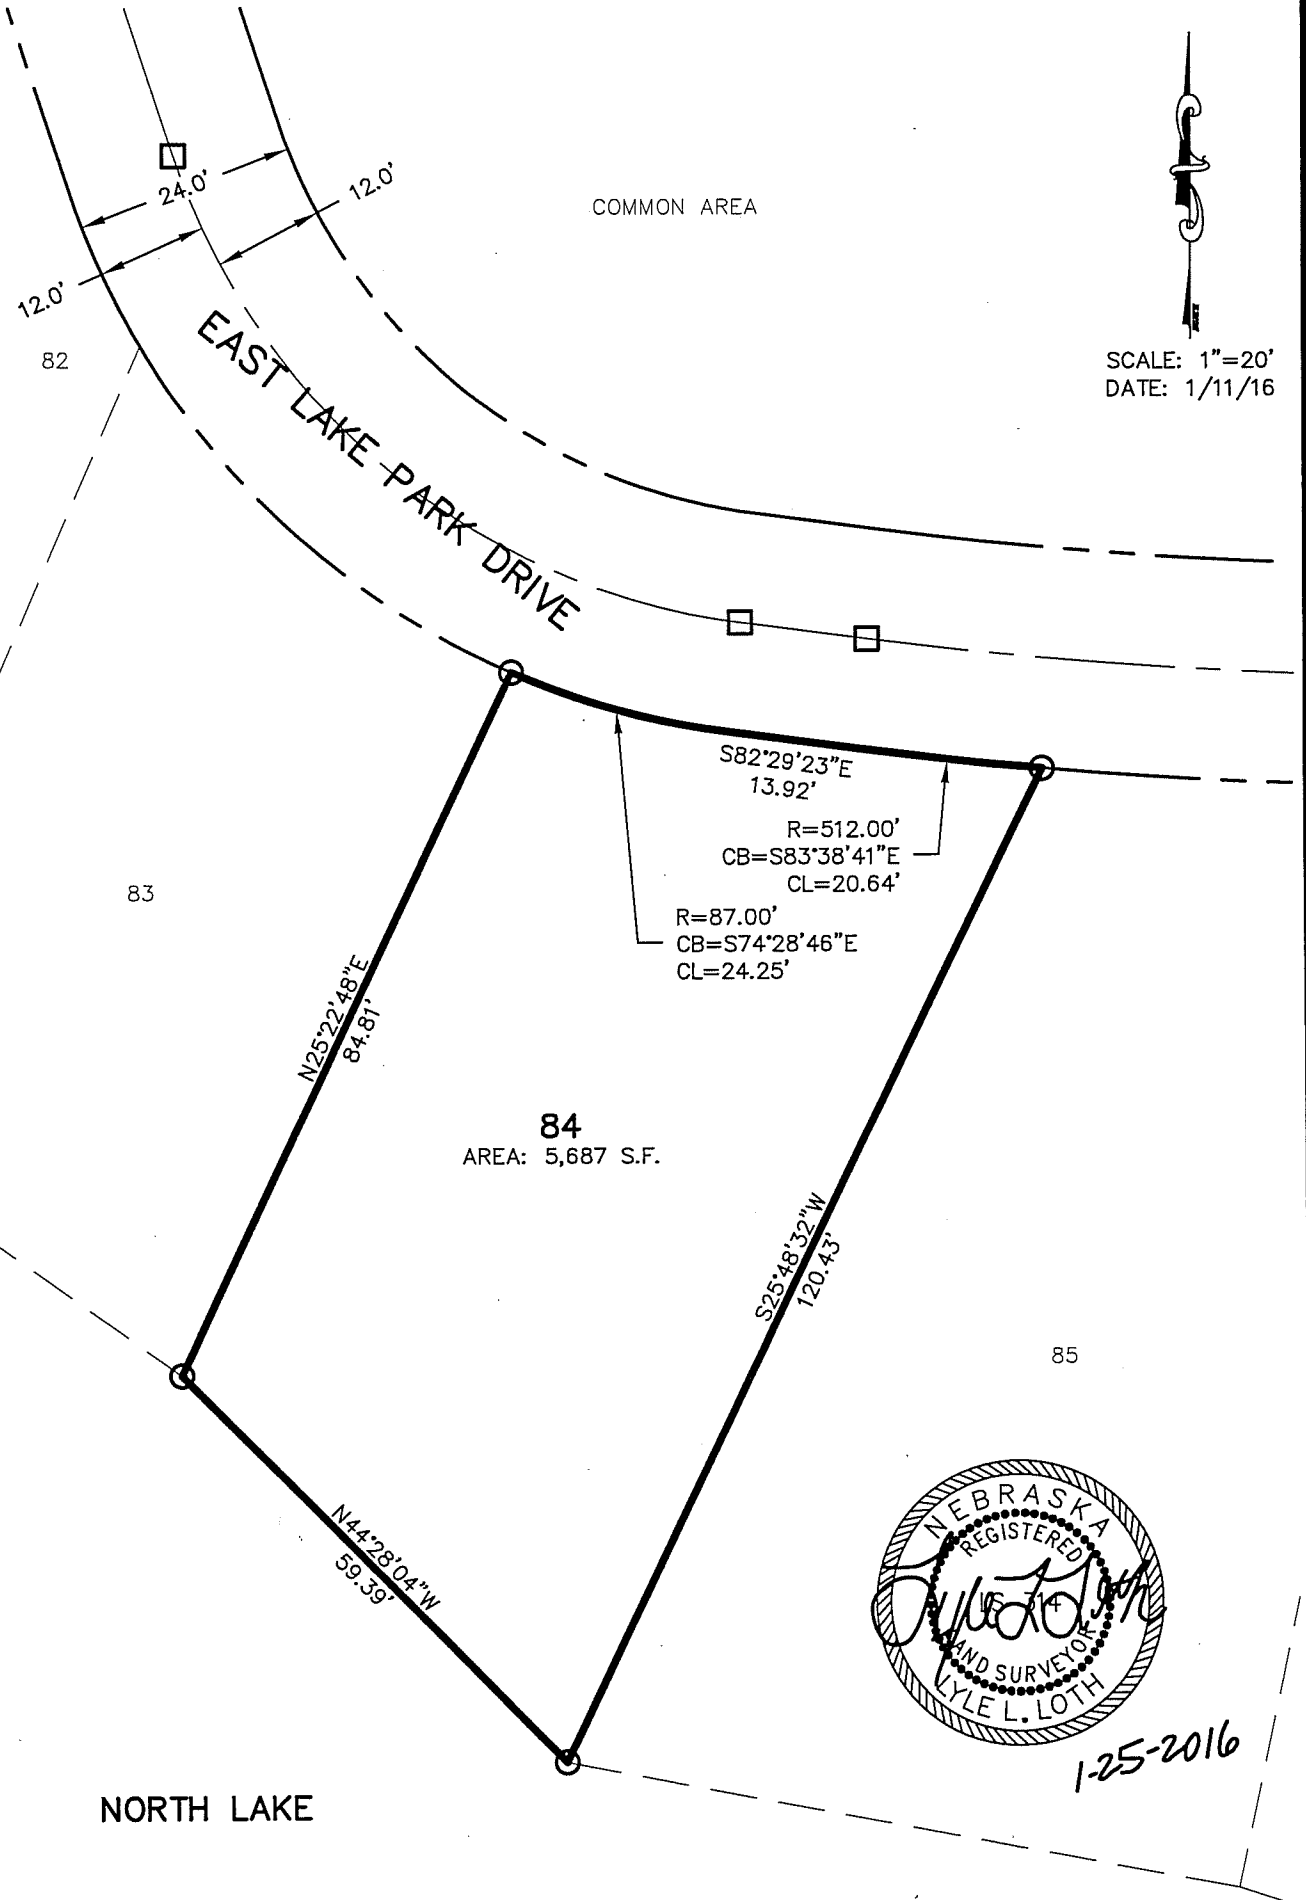 24.0'
12.0'
12.0'
COMMON AREA
SCALE: 1"=20'
DATE: 1/11/16
82
EAST LAKE PARK DRIVE
S82°29'23"E
13.92'
R=512.00'
CB=S83°38'41"E
CL=20.64'
R=87.00'
CB=S74°28'46"E
CL=24.25'
83
N25°22'48"E
84.81'
84
AREA: 5,687 S.F.
S25°48'32"W
120.43'
85
N44°28'04"W
59.39'
NEBRASKA
REGISTERED
LS 314
LAND SURVEYOR
LYLE L. LOTH
1-25-2016
NORTH LAKE